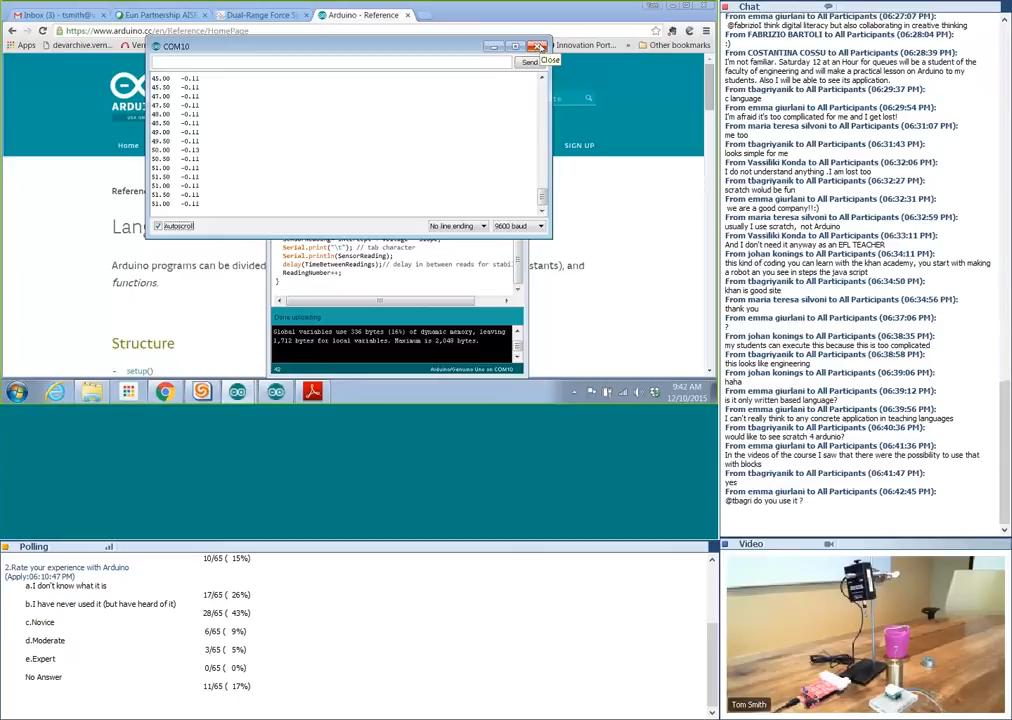 Inbox (3) - tsmith@v
Eun Partnership AISE
Dual-Range Force S
Arduino - Reference
www.arduino.cc/en/Reference/HomePage
Apps
devarchive.vern
Innovation Port...
Other bookmarks
COM10
Send
Close
45.00 -0.11
45.50 -0.11
47.00 -0.11
47.50 -0.11
48.00 -0.11
48.50 -0.11
49.00 -0.11
49.50 -0.11
50.00 -0.13
50.50 -0.11
51.00 -0.11
51.50 -0.11
51.00 -0.11
51.50 -0.11
51.00 -0.11
Autoscroll
No line ending
9600 baud
ARDU
Home
SIGN UP
Referen
Lan
Arduino programs can be divided
stants), and
functions.
Structure
- setup()
Serial.print("\t"); // tab character
Serial.println(SensorReading);
delay(TimeBetweenReadings);// delay in between reads for stabi
ReadingNumber++;
}
Done uploading
Global variables use 336 bytes (16%) of dynamic memory, leaving
1,712 bytes for local variables. Maximum is 2,048 bytes.
42
Arduino/Genuino Uno on COM10
9:42 AM
12/10/2015
Chat
From emma giurlani to All Participants (06:27:07 PM):
@fabrizoI think digital literacy but also collaborating in creative thinking
From FABRIZIO BARTOLI to All Participants (06:28:04 PM):
:)
From COSTANTINA COSSU to All Participants (06:28:39 PM):
I'm not familiar. Saturday 12 at an Hour for queues will be a student of the
faculty of engineering and will make a practical lesson on Arduino to my
students. Also I will be able to see its application.
From tbagriyanik to All Participants (06:29:37 PM):
c language
From emma giurlani to All Participants (06:29:54 PM):
I'm afraid it's too complicated for me and I get lost!
From maria teresa silvoni to All Participants (06:31:07 PM):
me too
From tbagriyanik to All Participants (06:31:43 PM):
looks simple for me
From Vassiliki Konda to All Participants (06:32:06 PM):
I do not understand anything .I am lost too
From tbagriyanik to All Participants (06:32:27 PM):
scratch wolud be fun
From emma giurlani to All Participants (06:32:31 PM):
we are a good company!!:)
From maria teresa silvoni to All Participants (06:32:59 PM):
usually I use scratch, not Arduino
From Vassiliki Konda to All Participants (06:33:11 PM):
And I don't need it anyway as an EFL TEACHER
From johan konings to All Participants (06:34:11 PM):
this kind of coding you can learn with the khan academy, you start with making
a robot an you see in steps the java script
From tbagriyanik to All Participants (06:34:50 PM):
khan is good site
From maria teresa silvoni to All Participants (06:34:56 PM):
thank you
From emma giurlani to All Participants (06:37:06 PM):
?
From johan konings to All Participants (06:38:35 PM):
my students can execute this because this is too complicated
From tbagriyanik to All Participants (06:38:58 PM):
this looks like engineering
From johan konings to All Participants (06:39:06 PM):
haha
From emma giurlani to All Participants (06:39:12 PM):
is it only written based language?
From emma giurlani to All Participants (06:39:56 PM):
I can't really think to any concrete application in teaching languages
From tbagriyanik to All Participants (06:40:36 PM):
would like to see scratch 4 ardunio?
From emma giurlani to All Participants (06:41:36 PM):
In the videos of the course I saw that there were the possibility to use that
with blocks
From tbagriyanik to All Participants (06:41:47 PM):
yes
From emma giurlani to All Participants (06:42:45 PM):
@tbagri do you use it ?
Polling
10/65 ( 15%)
2.Rate your experience with Arduino
(Apply:06:10:47 PM)
a.I don't know what it is
17/65 ( 26%)
b.I have never used it (but have heard of it)
28/65 ( 43%)
c.Novice
6/65 ( 9%)
d.Moderate
3/65 ( 5%)
e.Expert
0/65 ( 0%)
No Answer
11/65 ( 17%)
Video
Tom Smith